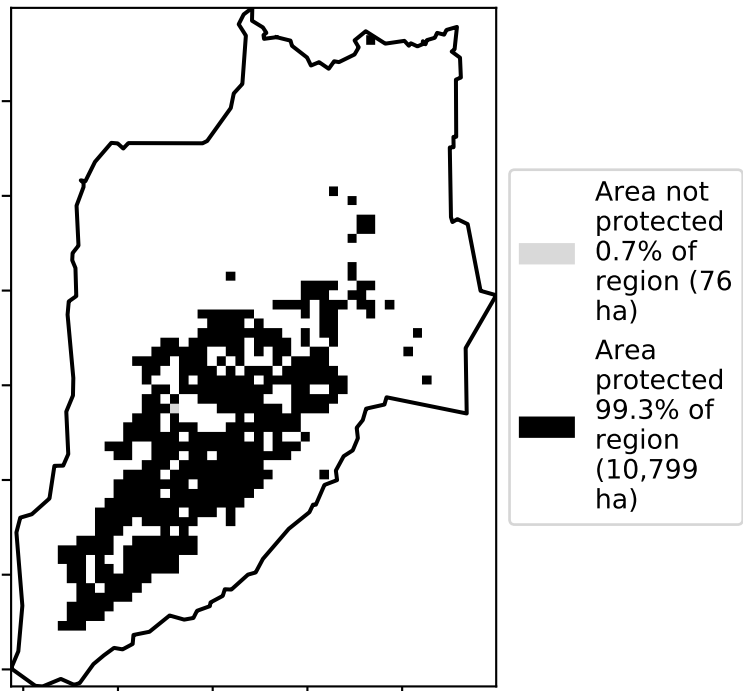 Area not
protected
0.7% of
region (76
ha)
Area
protected
99.3% of
region
(10,799
ha)